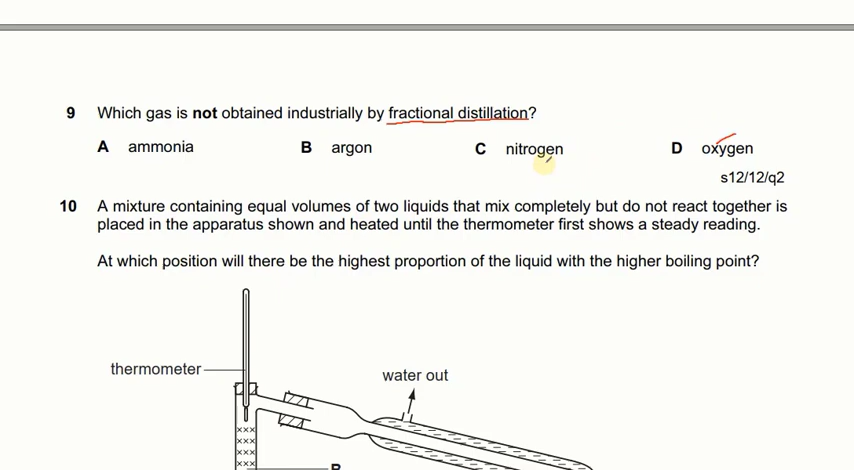 9 Which gas is not obtained industrially by fractional distillation?
A ammonia B argon C nitrogen D oxygen
s12/12/q2
10 A mixture containing equal volumes of two liquids that mix completely but do not react together is
placed in the apparatus shown and heated until the thermometer first shows a steady reading.
At which position will there be the highest proportion of the liquid with the higher boiling point?
thermometer
water out